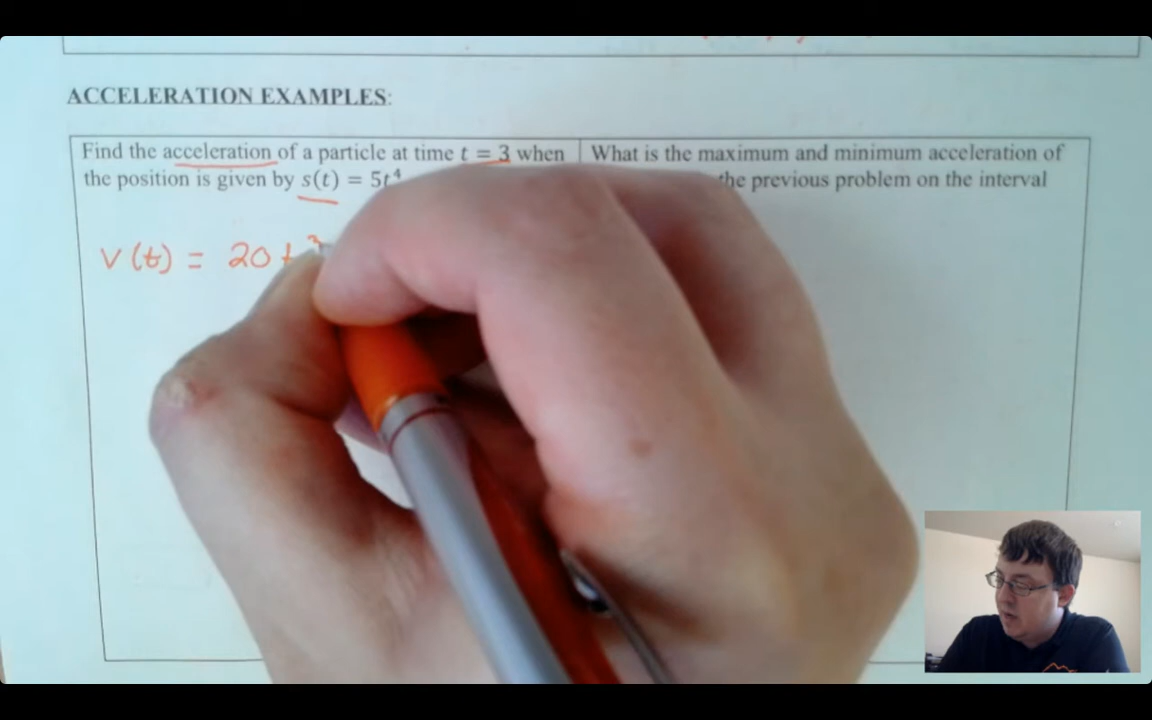 ACCELERATION EXAMPLES:
Find the acceleration of a particle at time t = 3 when
the position is given by s(t) = 5t⁴
v(t) = 20t³
What is the maximum and minimum acceleration of
the previous problem on the interval